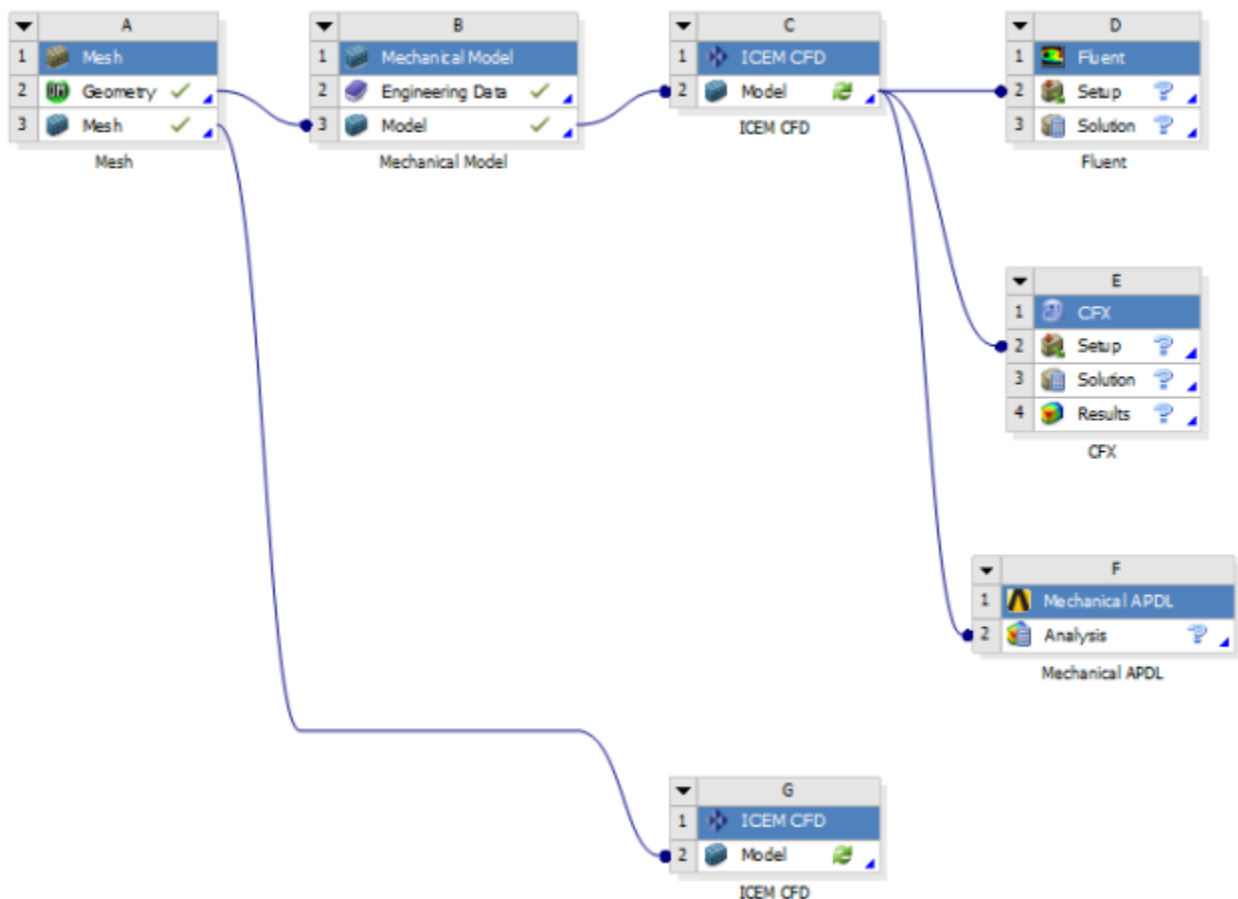 A
1 Mesh
2 Geometry
3 Mesh
Mesh
B
1 Mechanical Model
2 Engineering Data
3 Model
Mechanical Model
C
1 ICEM CFD
2 Model
ICEM CFD
D
1 Fluent
2 Setup ?
3 Solution ?
Fluent
E
1 CFX
2 Setup ?
3 Solution ?
4 Results ?
CFX
F
1 Mechanical APDL
2 Analysis ?
Mechanical APDL
G
1 ICEM CFD
2 Model
ICEM CFD